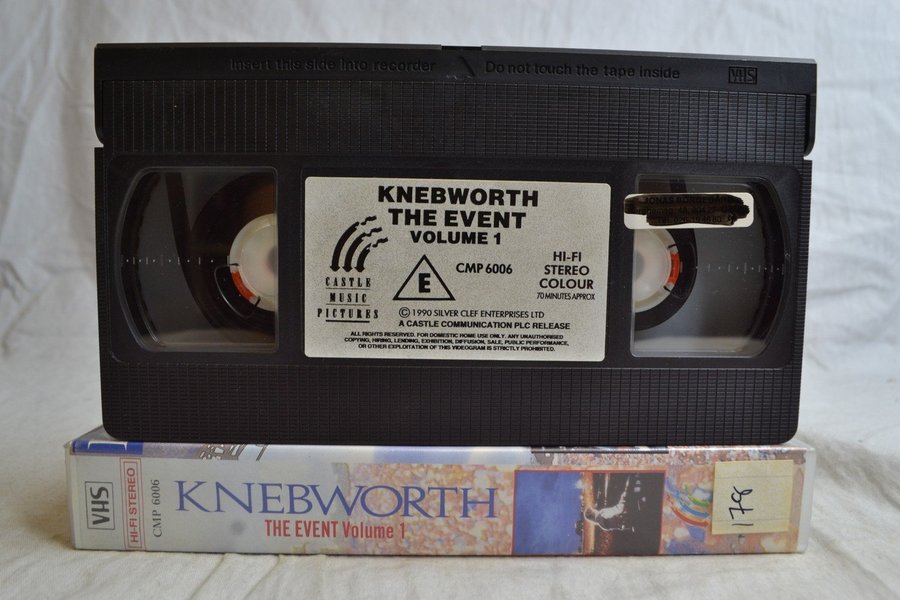 Insert this side into recorder
Do not touch the tape inside
VHS
KNEBWORTH
THE EVENT
VOLUME 1
CASTLE
MUSIC
PICTURES
E
CMP 6006
HI-FI
STEREO
COLOUR
70 MINUTES APPROX
© 1990 SILVER CLEF ENTERPRISES LTD
A CASTLE COMMUNICATION PLC RELEASE
ALL RIGHTS RESERVED. FOR DOMESTIC HOME USE ONLY. ANY UNAUTHORISED
COPYING, HIRING, LENDING, EXHIBITION, DIFFUSION, SALE, PUBLIC PERFORMANCE,
OR OTHER EXPLOITATION OF THIS VIDEOGRAM IS STRICTLY PROHIBITED.
VHS
HI-FI STEREO
CMP 6006
KNEBWORTH
THE EVENT Volume 1
178